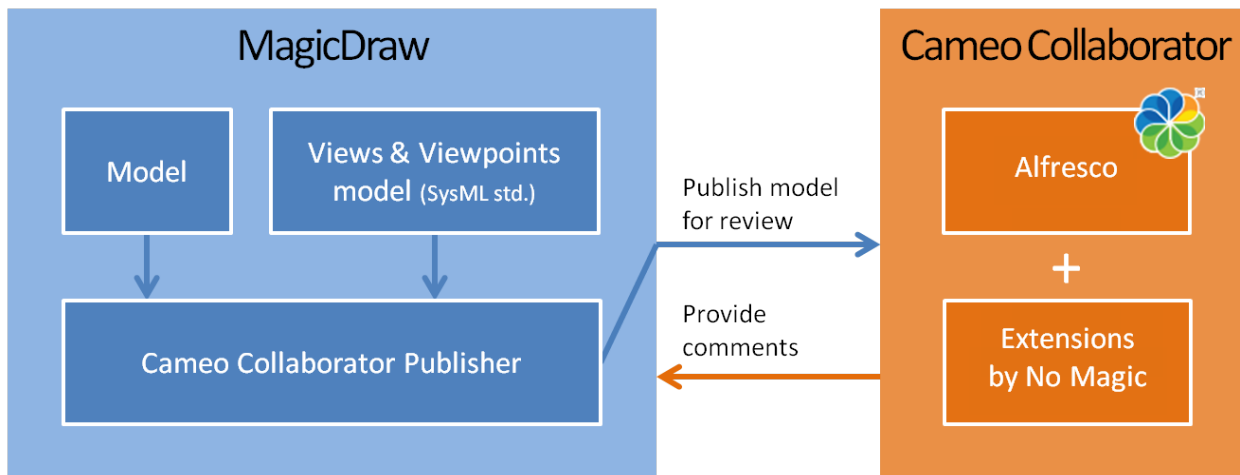 MagicDraw
Model
Views & Viewpoints
model (SysML std.)
Cameo Collaborator Publisher
Publish model
for review
Provide
comments
Cameo Collaborator
Alfresco
+
Extensions
by No Magic